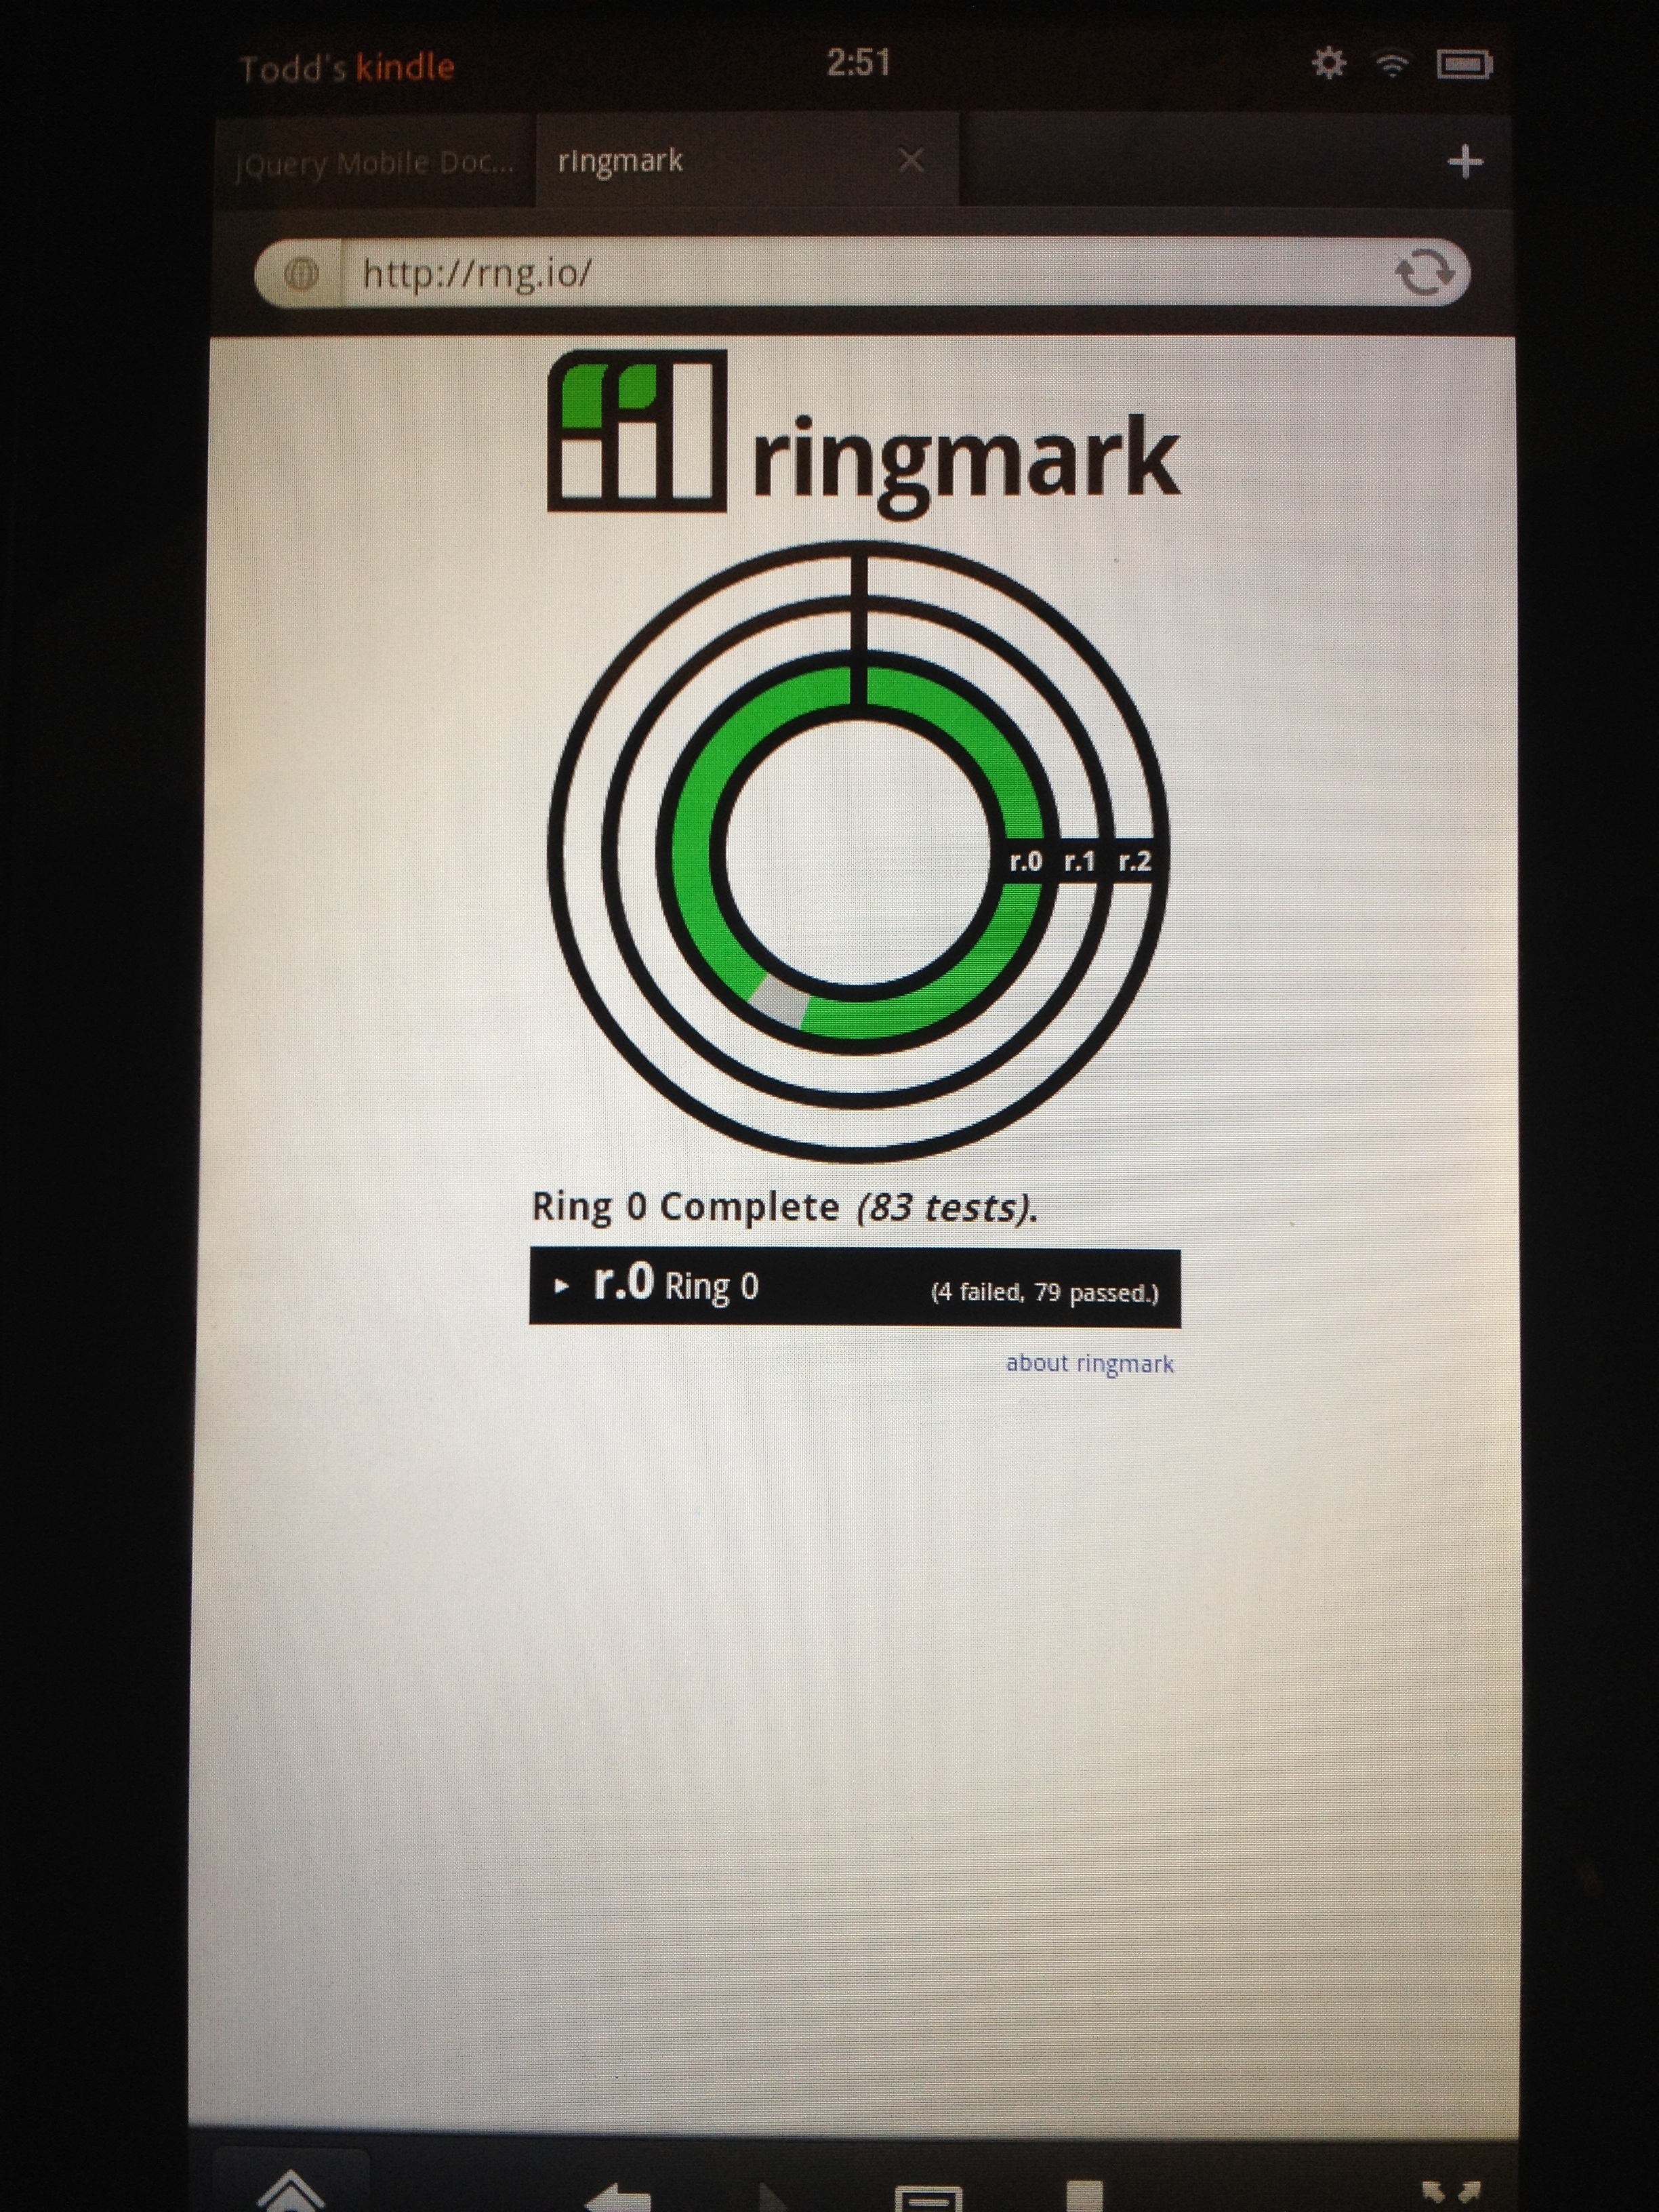 Todd's kindle 2:51
jQuery Mobile Doc... ringmark
http://rng.io/
ringmark
r.0 r.1 r.2
Ring 0 Complete (83 tests).
r.0 Ring 0 (4 failed, 79 passed.)
about ringmark